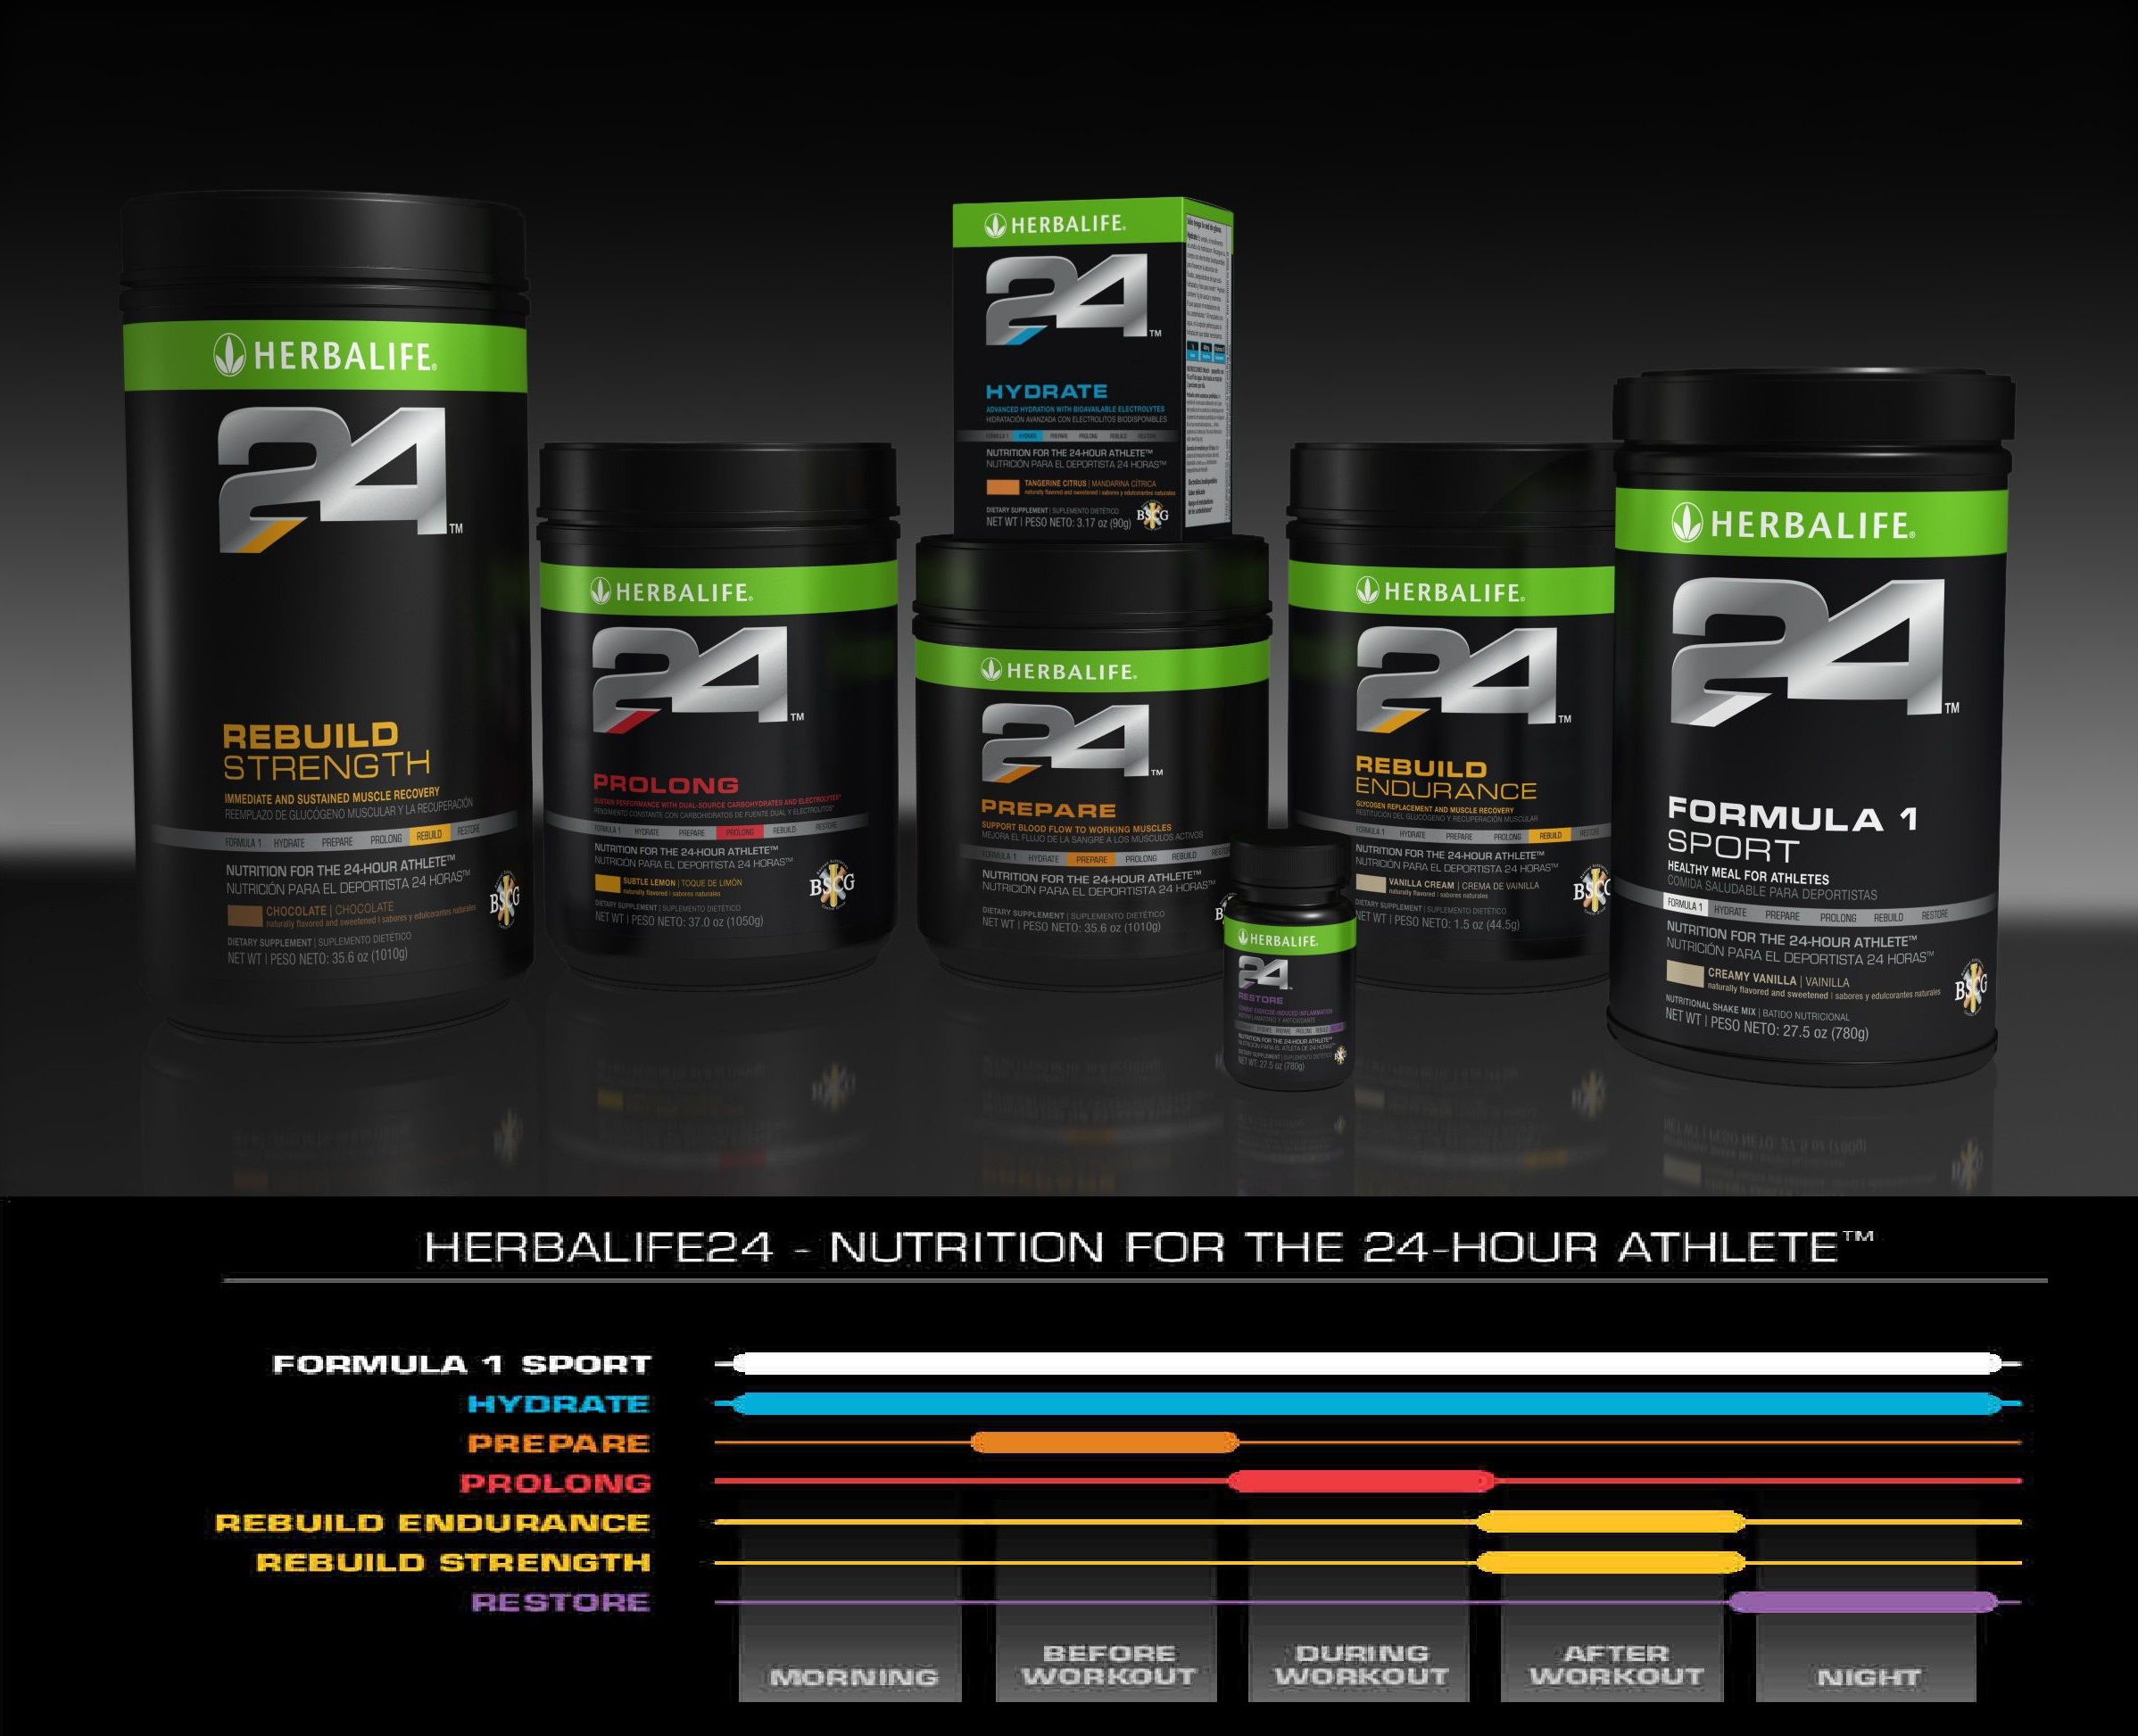 HERBALIFE®
24™
REBUILD
STRENGTH
IMMEDIATE AND SUSTAINED MUSCLE RECOVERY
REEMPLAZO DE GLUCÓGENO MUSCULAR Y LA RECUPERACIÓN
FORMULA 1 HYDRATE PREPARE PROLONG REBUILD RESTORE
NUTRITION FOR THE 24-HOUR ATHLETE™
NUTRICIÓN PARA EL DEPORTISTA 24 HORAS™
CHOCOLATE | CHOCOLATE
naturally flavored and sweetened | sabores y edulcorantes naturales
DIETARY SUPPLEMENT | SUPLEMENTO DIETÉTICO
NET WT | PESO NETO: 35.6 oz (1010g)
BSCG
HERBALIFE®
24™
PROLONG
SUSTAIN PERFORMANCE WITH DUAL-SOURCE CARBOHYDRATES AND ELECTROLYTES*
RENDIMIENTO CONSTANTE CON CARBOHIDRATOS DE FUENTE DUAL Y ELECTROLITOS*
FORMULA 1 HYDRATE PREPARE PROLONG REBUILD RESTORE
NUTRITION FOR THE 24-HOUR ATHLETE™
NUTRICIÓN PARA EL DEPORTISTA 24 HORAS™
SUBTLE LEMON | TOQUE DE LIMÓN
naturally flavored | sabores naturales
DIETARY SUPPLEMENT | SUPLEMENTO DIETÉTICO
NET WT | PESO NETO: 37.0 oz (1050g)
BSCG
HERBALIFE®
24™
HYDRATE
ADVANCED HYDRATION WITH BIOAVAILABLE ELECTROLYTES
HIDRATACIÓN AVANZADA CON ELECTROLITOS BIODISPONIBLES
FORMULA 1 HYDRATE PREPARE PROLONG REBUILD RESTORE
NUTRITION FOR THE 24-HOUR ATHLETE™
NUTRICIÓN PARA EL DEPORTISTA 24 HORAS™
TANGERINE CITRUS | MANDARINA CÍTRICA
naturally flavored and sweetened | sabores y edulcorantes naturales
DIETARY SUPPLEMENT | SUPLEMENTO DIETÉTICO
NET WT | PESO NETO: 3.17 oz (90g)
BSCG
HERBALIFE®
24™
PREPARE
SUPPORT BLOOD FLOW TO WORKING MUSCLES
MEJORA EL FLUJO DE LA SANGRE A LOS MUSCULOS ACTIVOS
FORMULA 1 HYDRATE PREPARE PROLONG REBUILD
NUTRITION FOR THE 24-HOUR ATHLETE™
NUTRICIÓN PARA EL DEPORTISTA 24 HORAS™
DIETARY SUPPLEMENT | SUPLEMENTO DIETÉTICO
NET WT | PESO NETO: 35.6 oz (1010g)
HERBALIFE®
24
RESTORE
COMBAT EXERCISE-INDUCED INFLAMMATION
HYDRATE PREPARE PROLONG REBUILD
NUTRITION FOR THE 24-HOUR ATHLETE™
NUTRICIÓN PARA EL ATLETA DE 24-HORAS™
DIETARY SUPPLEMENT | SUPLEMENTO DIETÉTICO
NET WT: 27.5 oz (780g)
HERBALIFE®
24™
REBUILD
ENDURANCE
GLYCOGEN REPLACEMENT AND MUSCLE RECOVERY
RESTITUCIÓN DEL GLUCÓGENO Y RECUPERACIÓN MUSCULAR
FORMULA 1 HYDRATE PREPARE PROLONG REBUILD RESTORE
NUTRITION FOR THE 24-HOUR ATHLETE™
NUTRICIÓN PARA EL DEPORTISTA 24 HORAS™
VANILLA CREAM | CREMA DE VAINILLA
naturally flavored | sabores naturales
DIETARY SUPPLEMENT | SUPLEMENTO DIETÉTICO
NET WT | PESO NETO: 1.5 oz (44.5g)
BSCG
HERBALIFE®
24™
FORMULA 1
SPORT
HEALTHY MEAL FOR ATHLETES
COMIDA SALUDABLE PARA DEPORTISTAS
FORMULA 1 HYDRATE PREPARE PROLONG REBUILD RESTORE
NUTRITION FOR THE 24-HOUR ATHLETE™
NUTRICIÓN PARA EL DEPORTISTA 24 HORAS™
CREAMY VANILLA | VAINILLA
naturally flavored and sweetened | sabores y edulcorantes naturales
NUTRITIONAL SHAKE MIX | BATIDO NUTRICIONAL
NET WT | PESO NETO: 27.5 oz (780g)
BSCG
HERBALIFE24 - NUTRITION FOR THE 24-HOUR ATHLETE™
FORMULA 1 SPORT
HYDRATE
PREPARE
PROLONG
REBUILD ENDURANCE
REBUILD STRENGTH
RESTORE
MORNING
BEFORE
WORKOUT
DURING
WORKOUT
AFTER
WORKOUT
NIGHT